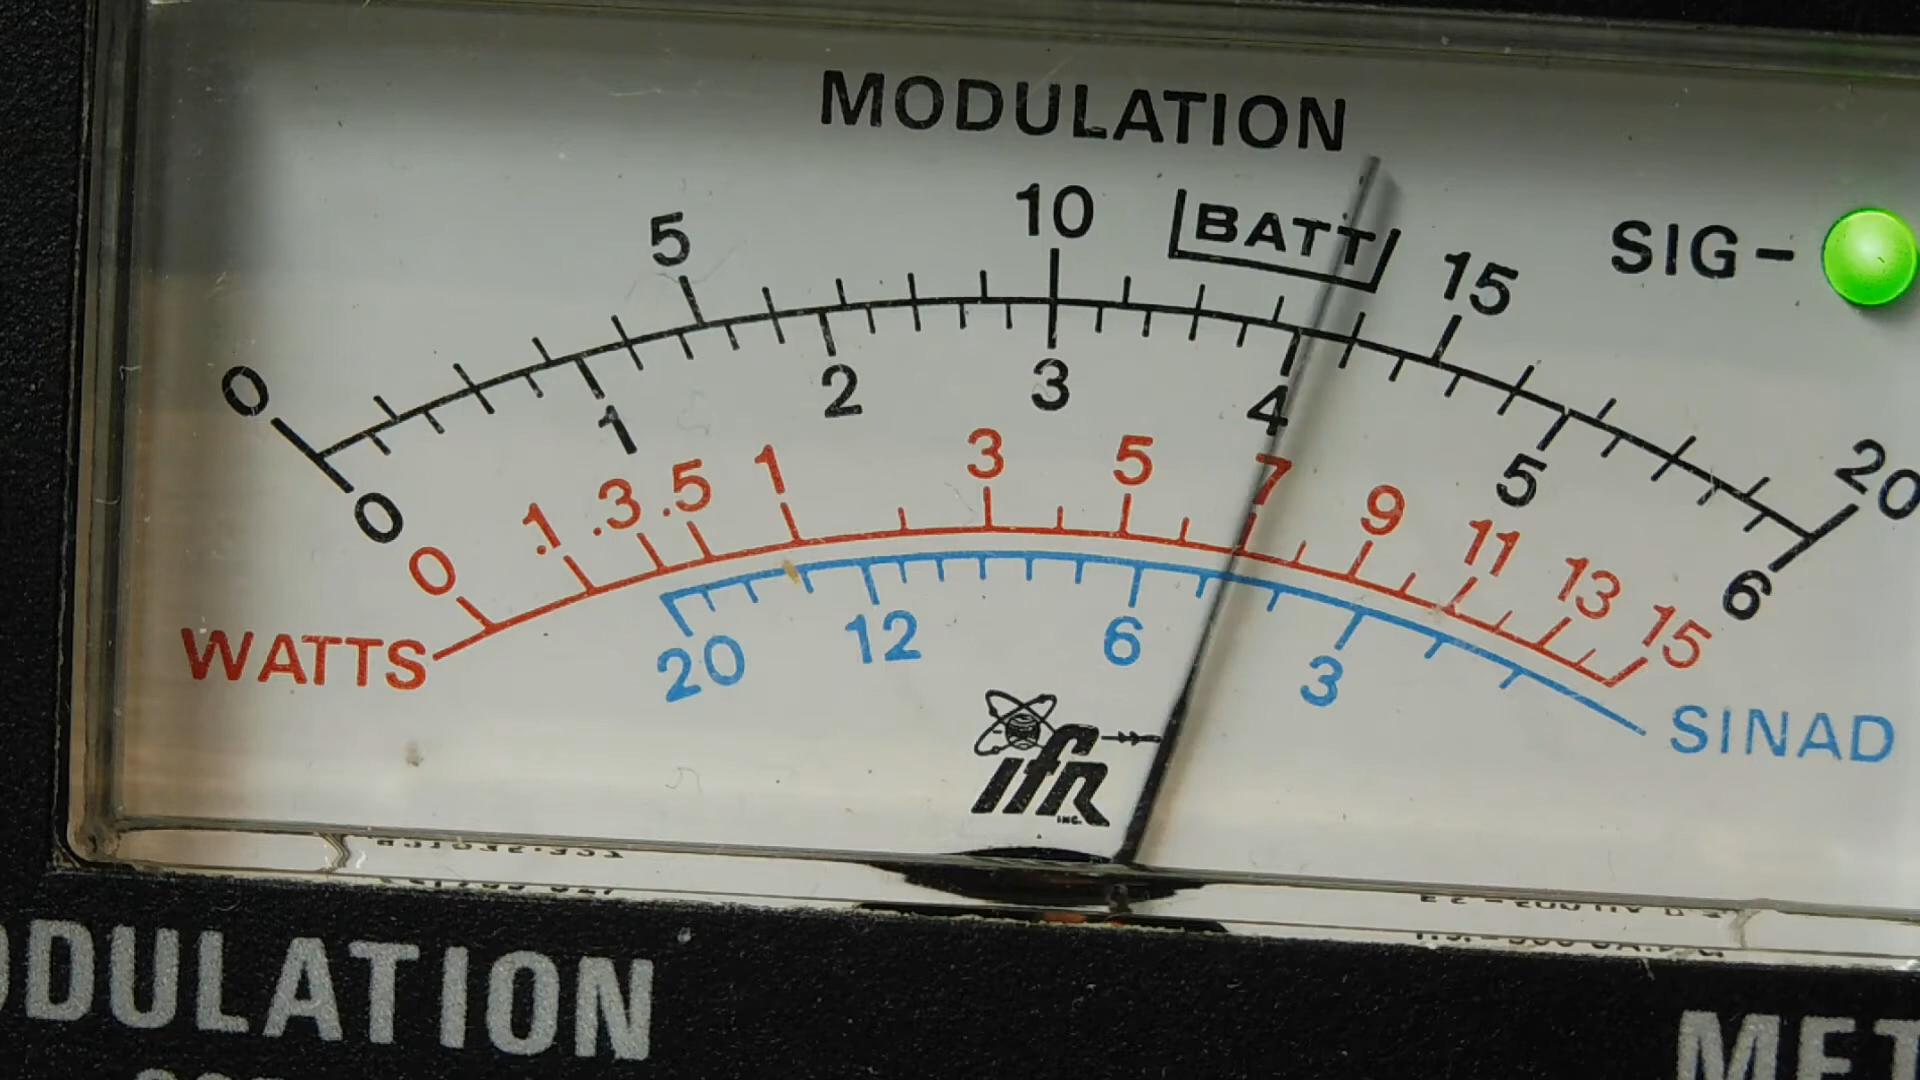 MODULATION
5 10 BATT 15 SIG-
0 20
0 1 2 3 4 5 6
WATTS 0 .1 .3 .5 1 3 5 7 9 11 13 15
20 12 6 3 SINAD
ifr
INC.
ODULATION
MET